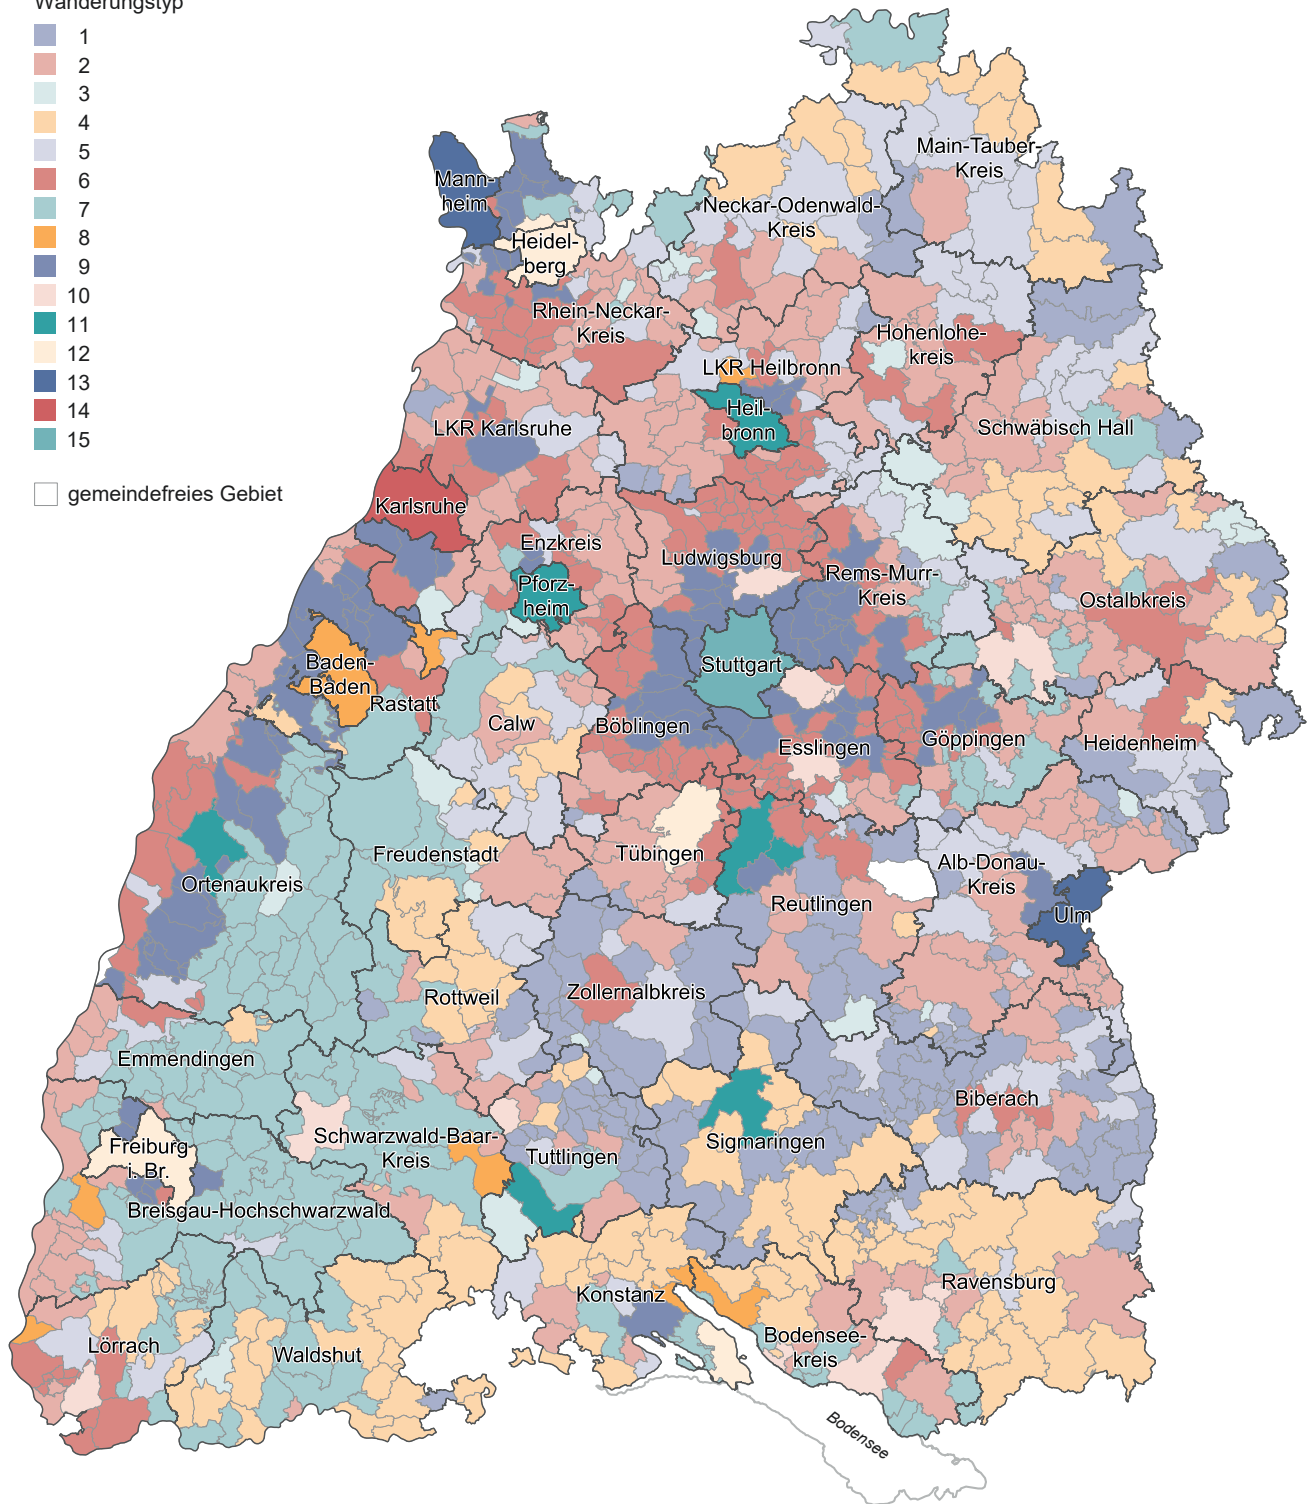 Wanderungstyp
1
2
3
4
5
6
7
8
9
10
11
12
13
14
15
gemeindefreies Gebiet
Main-Tauber-
Kreis
Mann-
heim
Neckar-Odenwald-
Kreis
Heidel-
berg
Rhein-Neckar-
Kreis
Hohenlohe-
kreis
LKR Heilbronn
Heil-
bronn
LKR Karlsruhe
Schwäbisch Hall
Karlsruhe
Enzkreis
Ludwigsburg
Pforz-
heim
Rems-Murr-
Kreis
Ostalbkreis
Stuttgart
Baden-
Baden
Rastatt
Calw
Böblingen
Esslingen
Göppingen
Heidenheim
Freudenstadt
Tübingen
Alb-Donau-
Kreis
Ortenaukreis
Reutlingen
Ulm
Rottweil
Zollernalbkreis
Emmendingen
Biberach
Freiburg
i. Br.
Schwarzwald-Baar-
Kreis
Tuttlingen
Sigmaringen
Breisgau-Hochschwarzwald
Konstanz
Ravensburg
Lörrach
Waldshut
Bodensee-
kreis
Bodensee